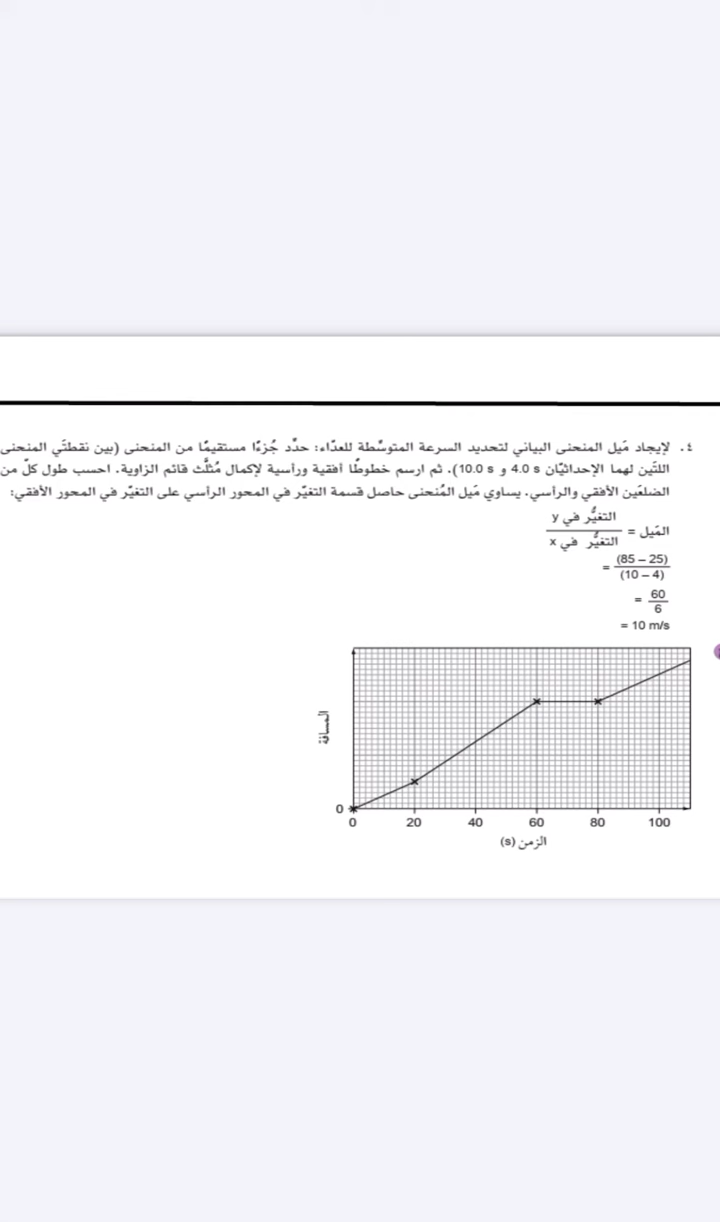 ٤. لإيجاد مَيل المنحنى البياني لتحديد السرعة المتوسِّطة للعدّاء: حدِّد جُزءًا مستقيمًا من المنحنى (بين نقطتَي المنحنى
اللتَين لهما الإحداثيّان 4.0 s و 10.0 s). ثم ارسم خطوطًا أفقية ورأسية لإكمال مُثلَّث قائم الزاوية. احسب طول كلّ من
الضلعَين الأفقي والرأسي. يساوي مَيل المُنحنى حاصل قسمة التغيّر في المحور الرأسي على التغيّر في المحور الأفقي:
المَيل = التغيُّر في y / التغيُّر في x
= (85 – 25) / (10 – 4)
= 60 / 6
= 10 m/s
المسافة
0
0 20 40 60 80 100
الزمن (s)